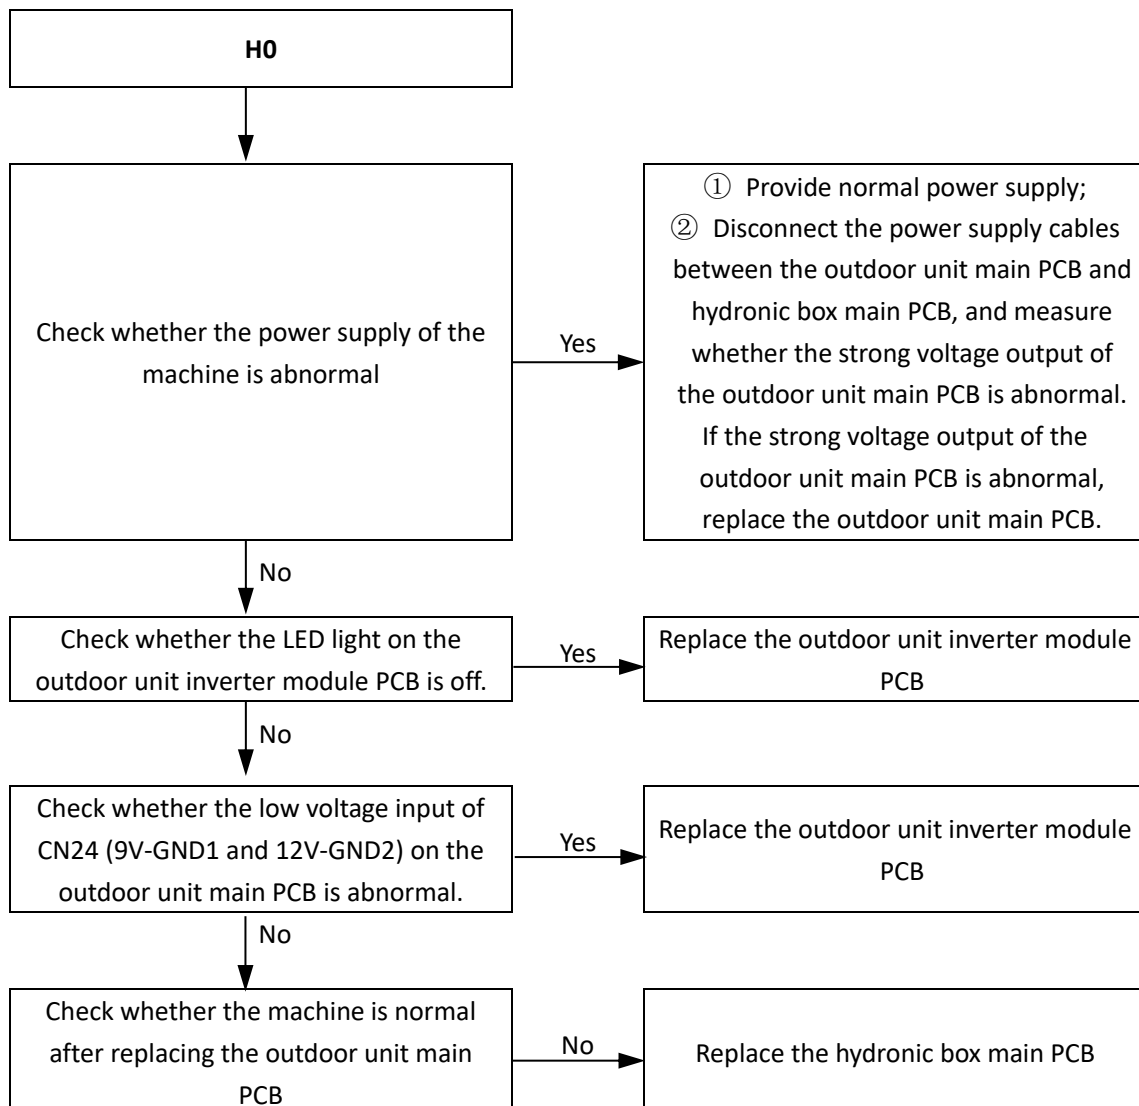 H0
Check whether the power supply of the
machine is abnormal
Yes
① Provide normal power supply;
② Disconnect the power supply cables
between the outdoor unit main PCB and
hydronic box main PCB, and measure
whether the strong voltage output of
the outdoor unit main PCB is abnormal.
If the strong voltage output of the
outdoor unit main PCB is abnormal,
replace the outdoor unit main PCB.
No
Check whether the LED light on the
outdoor unit inverter module PCB is off.
Yes
Replace the outdoor unit inverter module
PCB
No
Check whether the low voltage input of
CN24 (9V-GND1 and 12V-GND2) on the
outdoor unit main PCB is abnormal.
Yes
Replace the outdoor unit inverter module
PCB
No
Check whether the machine is normal
after replacing the outdoor unit main
PCB
No
Replace the hydronic box main PCB